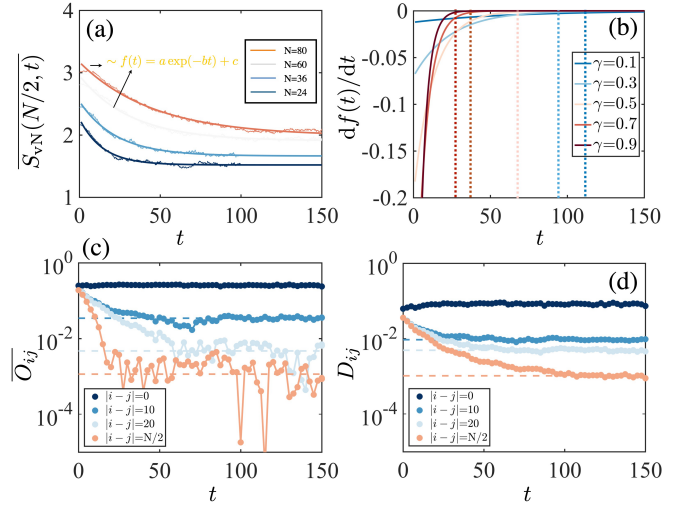 (a)
∼ f(t) = a exp(−bt) + c
N=80
N=60
N=36
N=24
4
3
2
1
S_vN(N/2, t)
0
50
100
150
t
(b)
0
-0.05
-0.1
-0.15
-0.2
df(t)/dt
γ=0.1
γ=0.3
γ=0.5
γ=0.7
γ=0.9
0
50
100
150
t
(c)
10^0
10^-2
10^-4
O_ij
|i − j|=0
|i − j|=10
|i − j|=20
|i − j|=N/2
0
50
100
150
t
(d)
10^0
10^-2
10^-4
D_ij
|i − j|=0
|i − j|=10
|i − j|=20
|i − j|=N/2
0
50
100
150
t